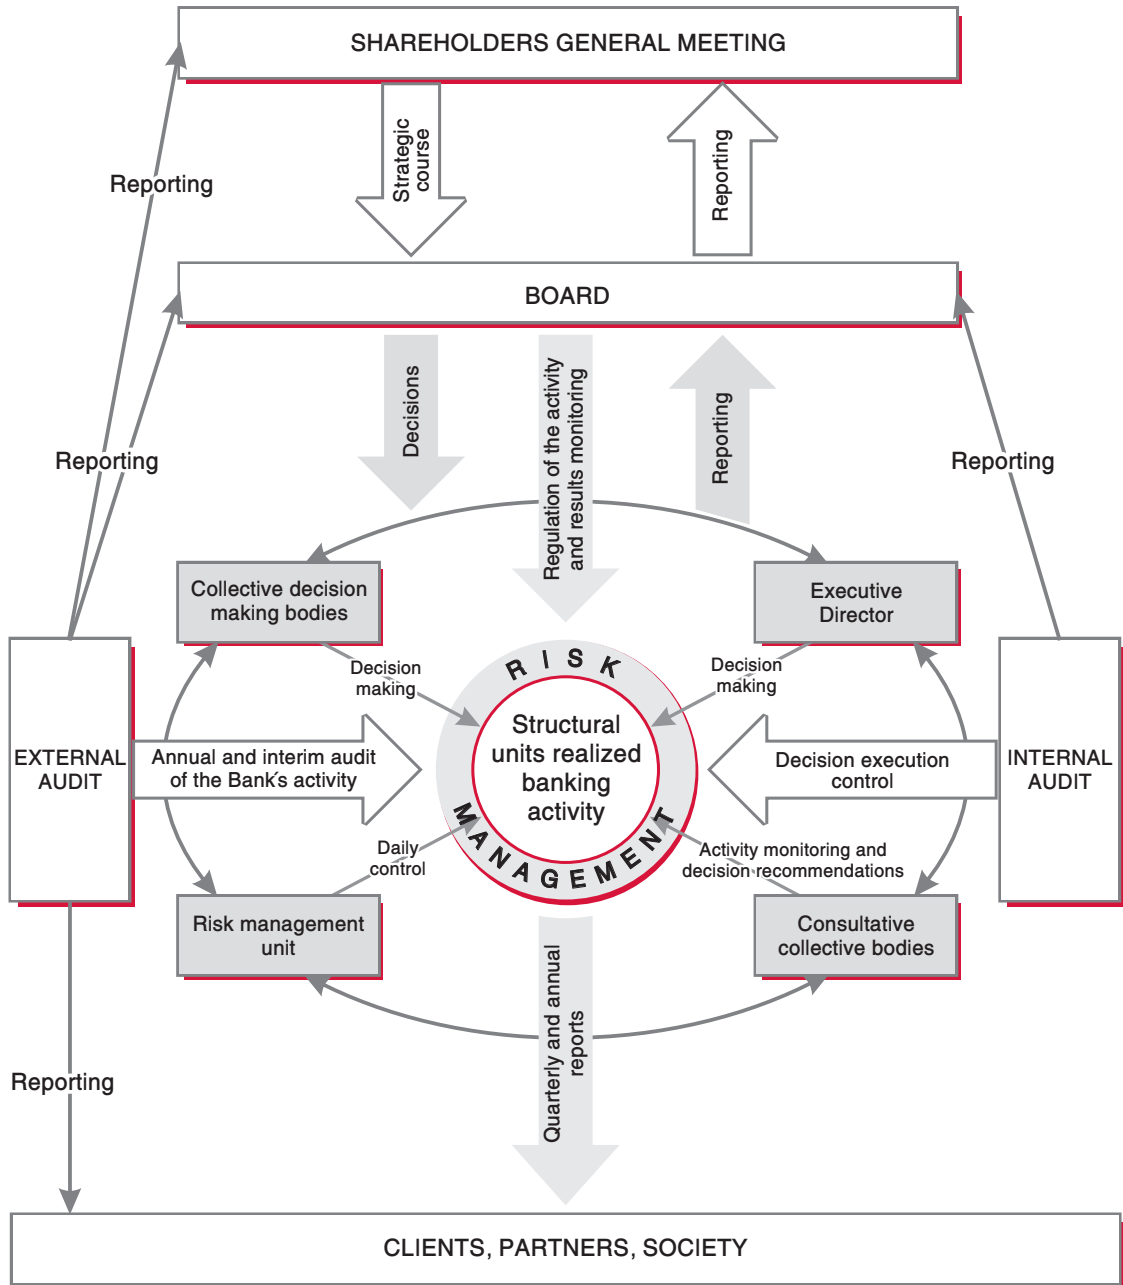 SHAREHOLDERS GENERAL MEETING
Strategic
course
Reporting
Reporting
BOARD
Decisions
Regulation of the activity
and results monitoring
Reporting
Reporting
Reporting
Collective decision
making bodies
Executive
Director
Decision
making
Decision
making
RISK
MANAGEMENT
Structural
units realized
banking
activity
EXTERNAL
AUDIT
Annual and interim audit
of the Bank´s activity
Decision execution
control
INTERNAL
AUDIT
Daily
control
Activity monitoring and
decision recommendations
Risk management
unit
Consultative
collective bodies
Quarterly and annual
reports
Reporting
CLIENTS, PARTNERS, SOCIETY